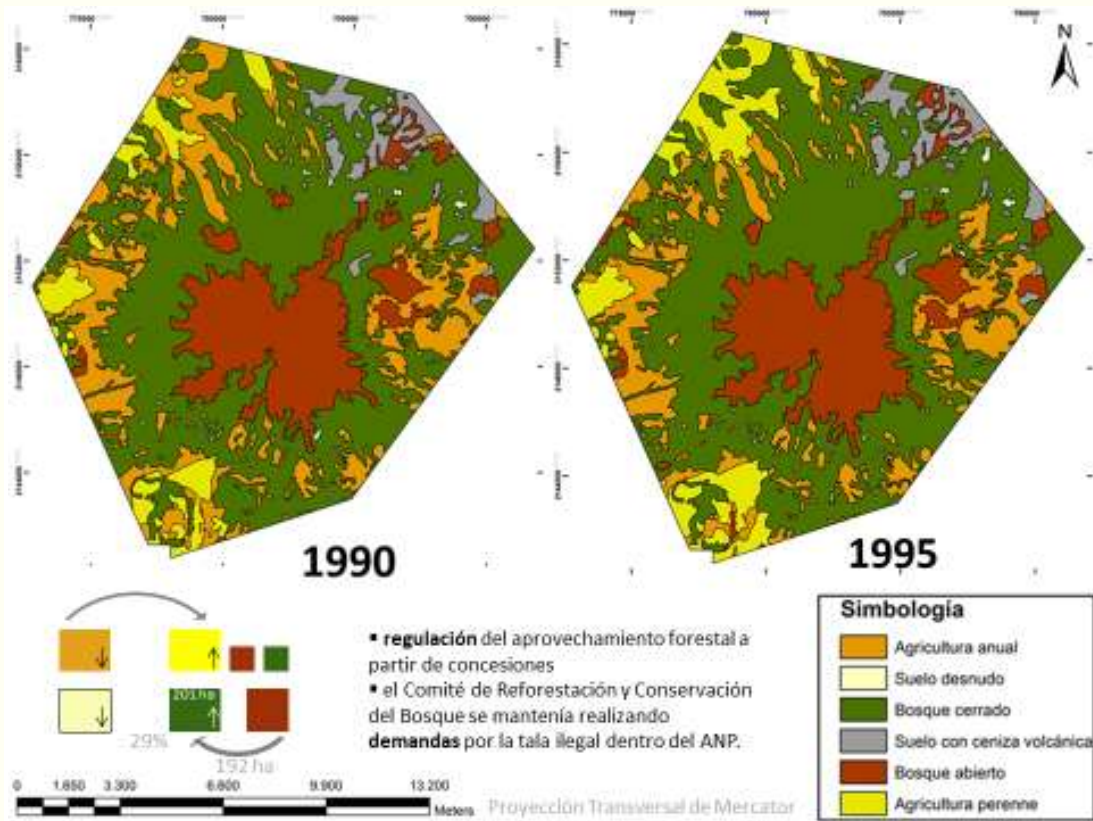 N
1990
1995
▪ regulación del aprovechamiento forestal a
partir de concesiones
▪ el Comité de Reforestación y Conservación
del Bosque se mantenía realizando
demandas por la tala ilegal dentro del ANP.
201 ha
29%
192 ha
Simbología
Agricultura anual
Suelo desnudo
Bosque cerrado
Suelo con ceniza volcánica
Bosque abierto
Agricultura perenne
0 1.650 3.300 6.600 9.900 13.200
Meters
Proyección Transversal de Mercator